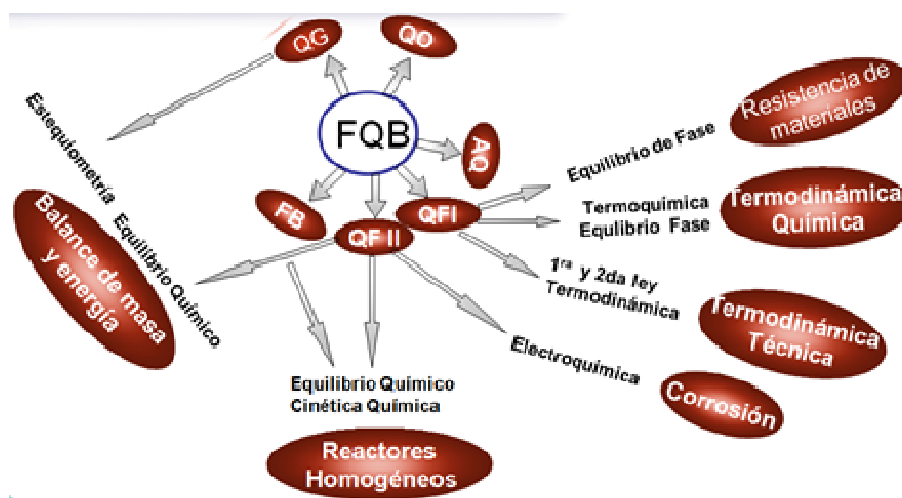 QG
QO
FQB
AQ
FB
QFI
QF II
Estequiometría
Equilibrio Químico.
Balance de masa
y energía
Equilibrio de Fase
Resistencia de
materiales
Termoquímica
Equlibrio Fase
Termodinámica
Química
1ra y 2da ley
Termodinámica
Termodinámica
Técnica
Electroquímica
Corrosión
Equilibrio Químico
Cinética Química
Reactores
Homogéneos